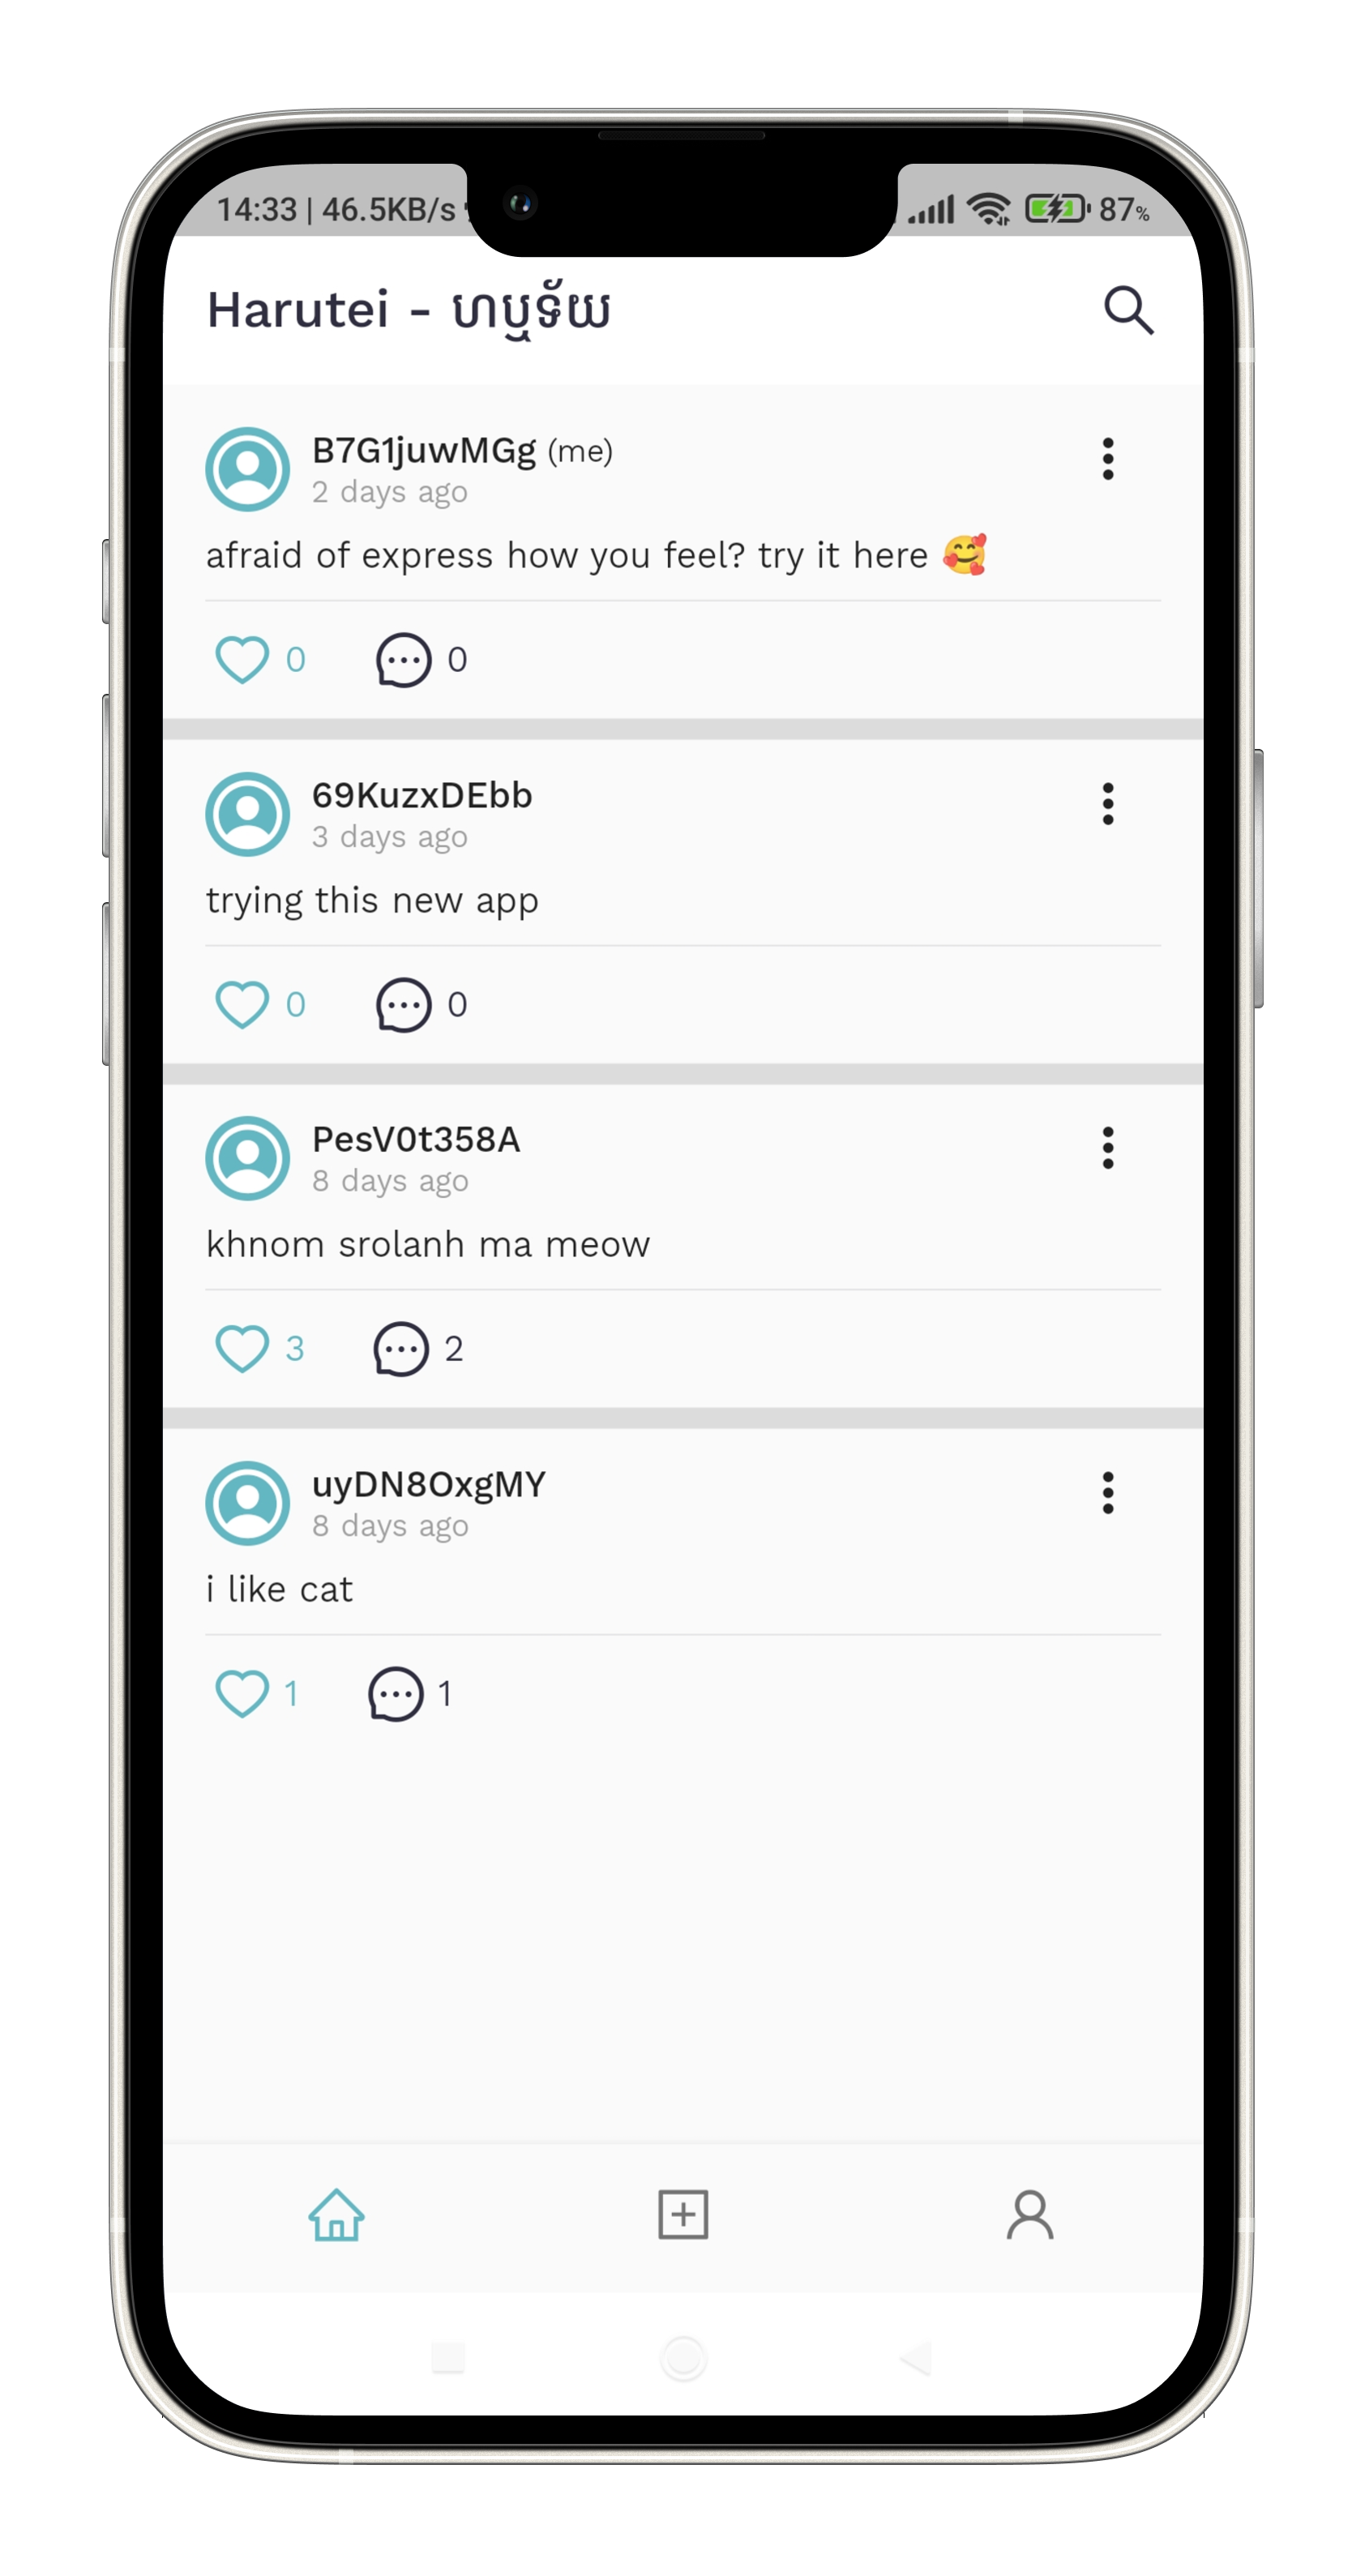 14:33 | 46.5KB/s
87%
Harutei - ហឫទ័យ
B7G1juwMGg (me)
2 days ago
afraid of express how you feel? try it here 🥰
0 0
69KuzxDEbb
3 days ago
trying this new app
0 0
PesV0t358A
8 days ago
khnom srolanh ma meow
3 2
uyDN8OxgMY
8 days ago
i like cat
1 1